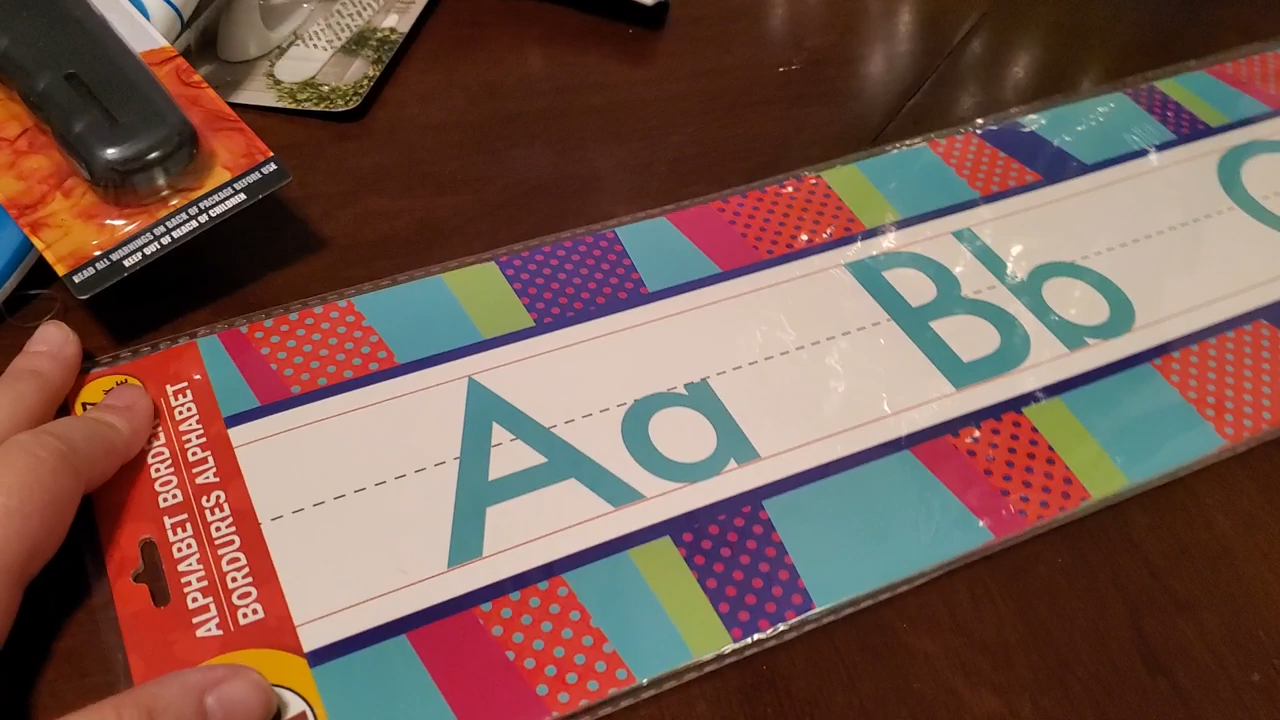 READ ALL WARNINGS ON BACK OF PACKAGE BEFORE USE
KEEP OUT OF REACH OF CHILDREN
ALPHABET BORDER
BORDURES ALPHABET
Aa Bb C